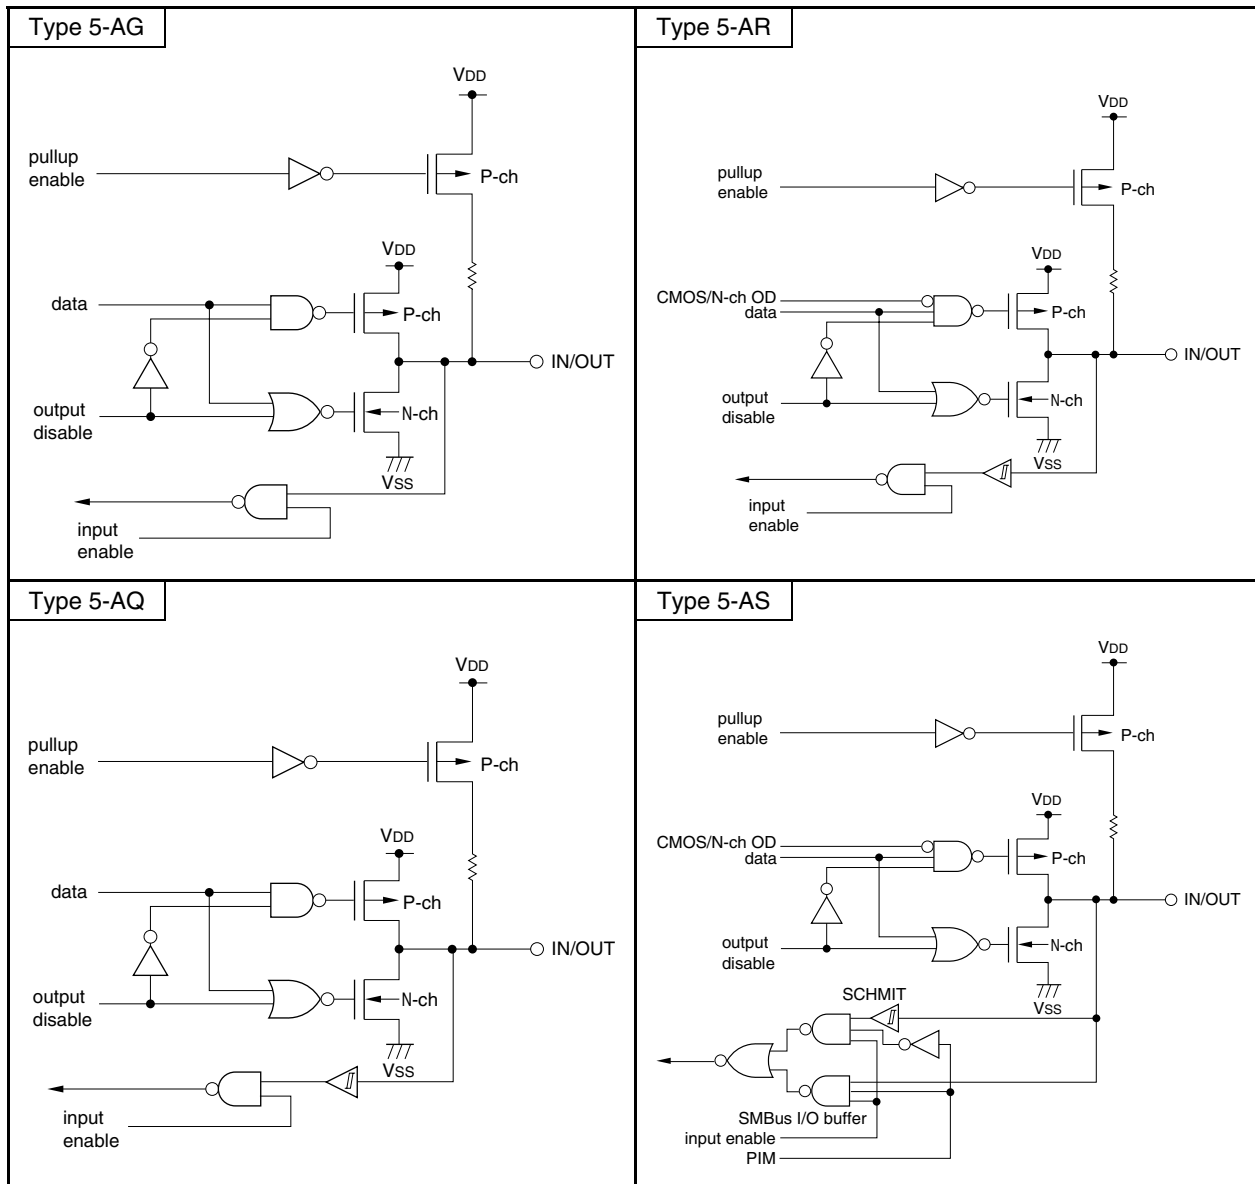 Type 5-AG
VDD
pullup
enable
P-ch
VDD
data
P-ch
IN/OUT
output
disable
N-ch
VSS
input
enable
Type 5-AR
VDD
pullup
enable
P-ch
VDD
CMOS/N-ch OD
data
P-ch
IN/OUT
output
disable
N-ch
VSS
input
enable
Type 5-AQ
VDD
pullup
enable
P-ch
VDD
data
P-ch
IN/OUT
output
disable
N-ch
VSS
input
enable
Type 5-AS
VDD
pullup
enable
P-ch
VDD
CMOS/N-ch OD
data
P-ch
IN/OUT
output
disable
N-ch
VSS
SCHMIT
SMBus I/O buffer
input enable
PIM